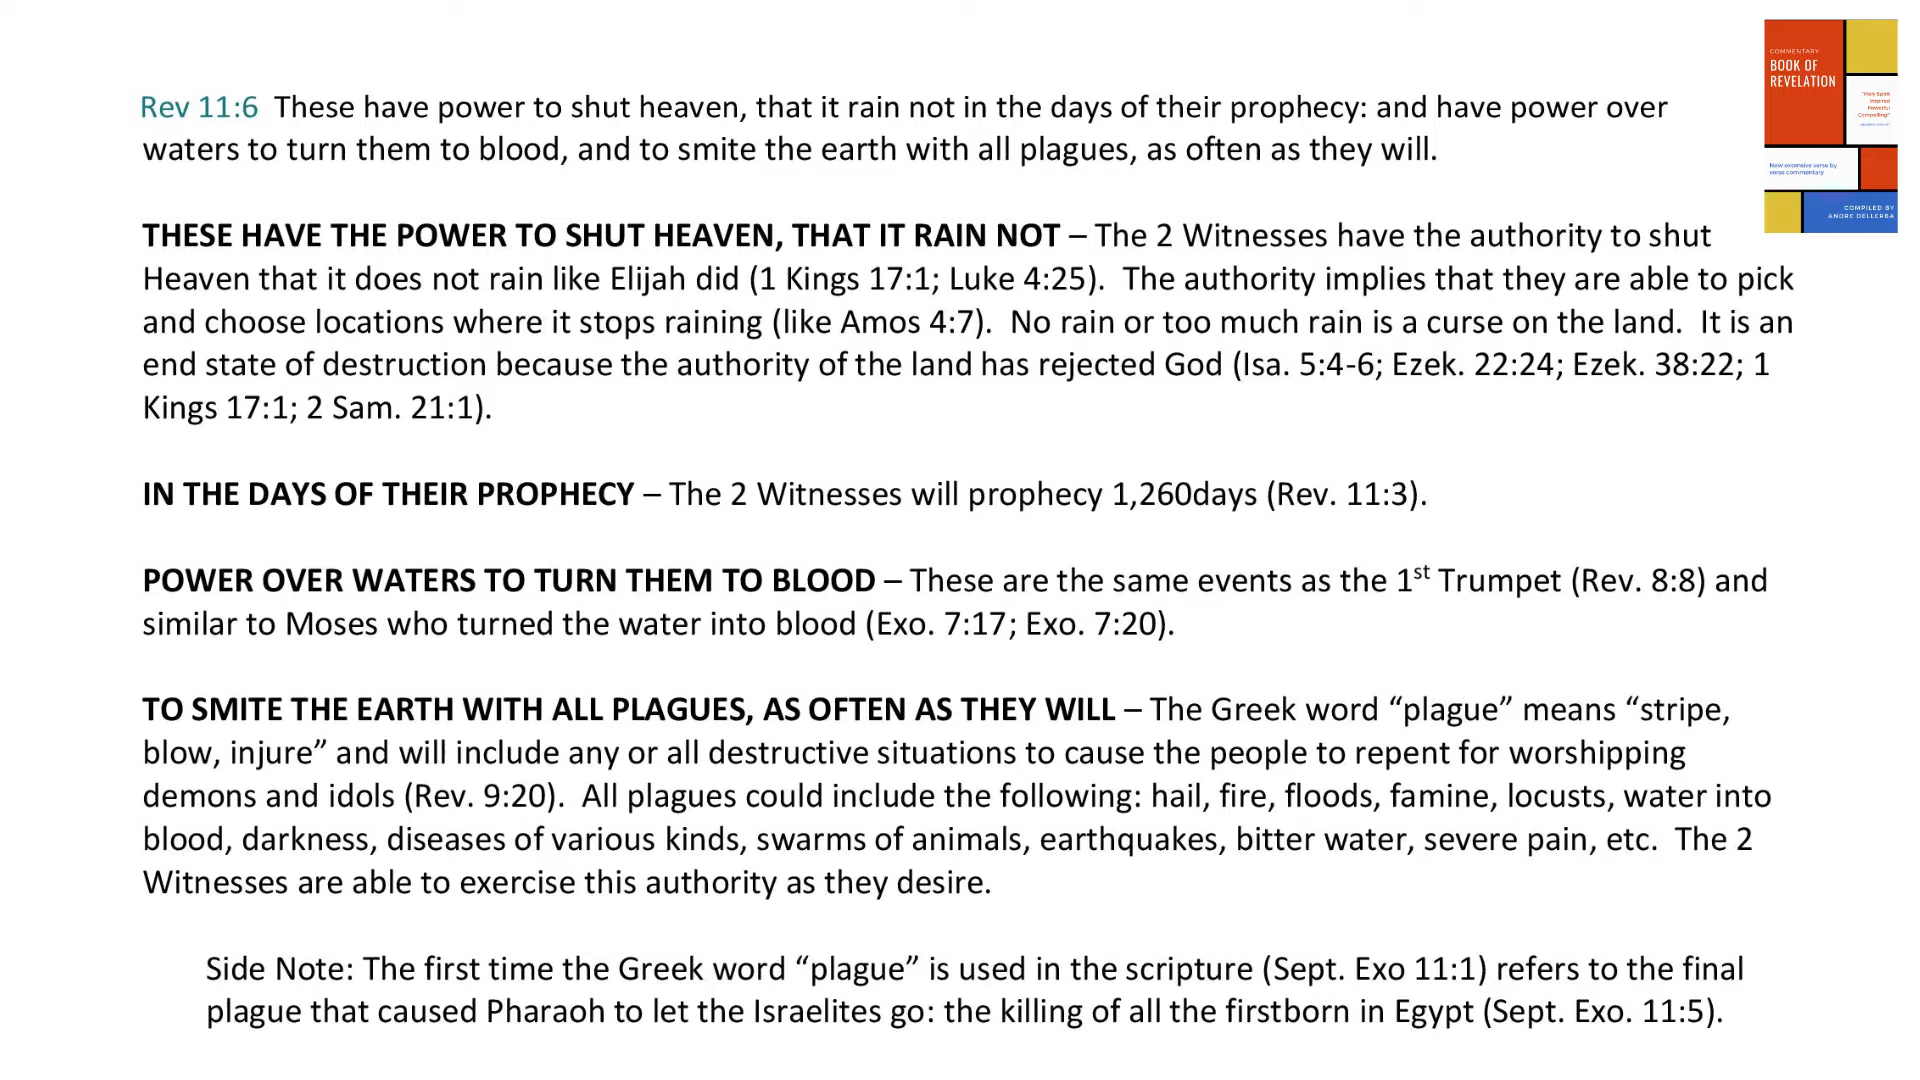 COMMENTARY
BOOK OF
REVELATION
"Holy Spirit
Inspired
Powerful
Compelling"
New extensive verse by
verse commentary
COMPILED BY
ANDRE DELLERBA
Rev 11:6 These have power to shut heaven, that it rain not in the days of their prophecy: and have power over
waters to turn them to blood, and to smite the earth with all plagues, as often as they will.
THESE HAVE THE POWER TO SHUT HEAVEN, THAT IT RAIN NOT – The 2 Witnesses have the authority to shut
Heaven that it does not rain like Elijah did (1 Kings 17:1; Luke 4:25). The authority implies that they are able to pick
and choose locations where it stops raining (like Amos 4:7). No rain or too much rain is a curse on the land. It is an
end state of destruction because the authority of the land has rejected God (Isa. 5:4-6; Ezek. 22:24; Ezek. 38:22; 1
Kings 17:1; 2 Sam. 21:1).
IN THE DAYS OF THEIR PROPHECY – The 2 Witnesses will prophecy 1,260days (Rev. 11:3).
POWER OVER WATERS TO TURN THEM TO BLOOD – These are the same events as the 1st Trumpet (Rev. 8:8) and
similar to Moses who turned the water into blood (Exo. 7:17; Exo. 7:20).
TO SMITE THE EARTH WITH ALL PLAGUES, AS OFTEN AS THEY WILL – The Greek word “plague” means “stripe,
blow, injure” and will include any or all destructive situations to cause the people to repent for worshipping
demons and idols (Rev. 9:20). All plagues could include the following: hail, fire, floods, famine, locusts, water into
blood, darkness, diseases of various kinds, swarms of animals, earthquakes, bitter water, severe pain, etc. The 2
Witnesses are able to exercise this authority as they desire.
Side Note: The first time the Greek word “plague” is used in the scripture (Sept. Exo 11:1) refers to the final
plague that caused Pharaoh to let the Israelites go: the killing of all the firstborn in Egypt (Sept. Exo. 11:5).